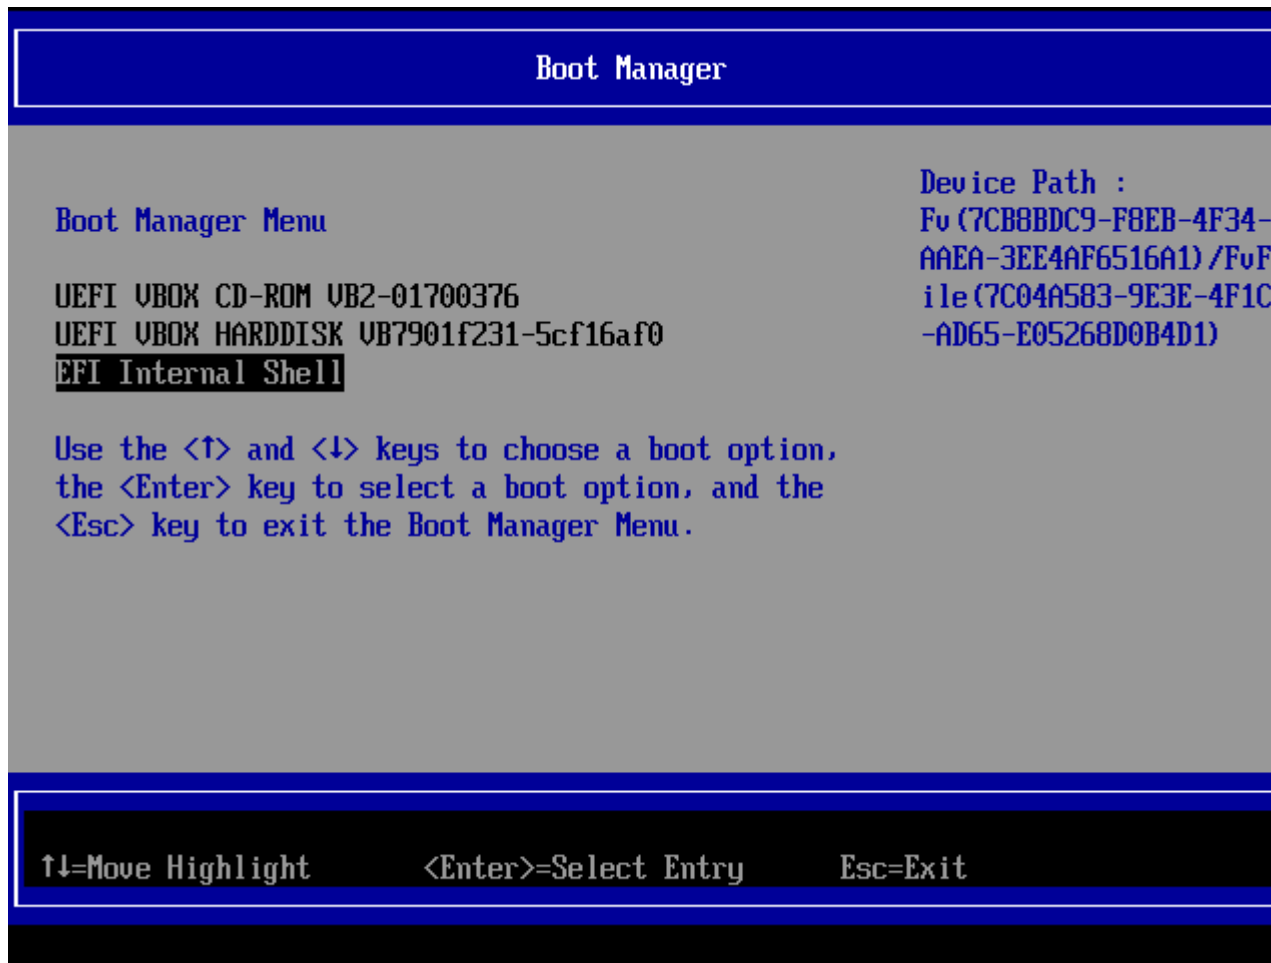 Boot Manager
Boot Manager Menu
UEFI VBOX CD-ROM VB2-01700376
UEFI VBOX HARDDISK VB7901f231-5cf16af0
EFI Internal Shell
Use the <↑> and <↓> keys to choose a boot option,
the <Enter> key to select a boot option, and the
<Esc> key to exit the Boot Manager Menu.
Device Path :
Fv(7CB8BDC9-F8EB-4F34-
AAEA-3EE4AF6516A1)/FvF
ile(7C04A583-9E3E-4F1C
-AD65-E05268D0B4D1)
↑↓=Move Highlight <Enter>=Select Entry Esc=Exit